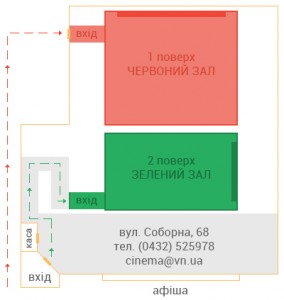 вхід
1 поверх
ЧЕРВОНИЙ ЗАЛ
2 поверх
ЗЕЛЕНИЙ ЗАЛ
вхід
каса
вул. Соборна, 68
тел. (0432) 525978
cinema@vn.ua
вхід
афіша